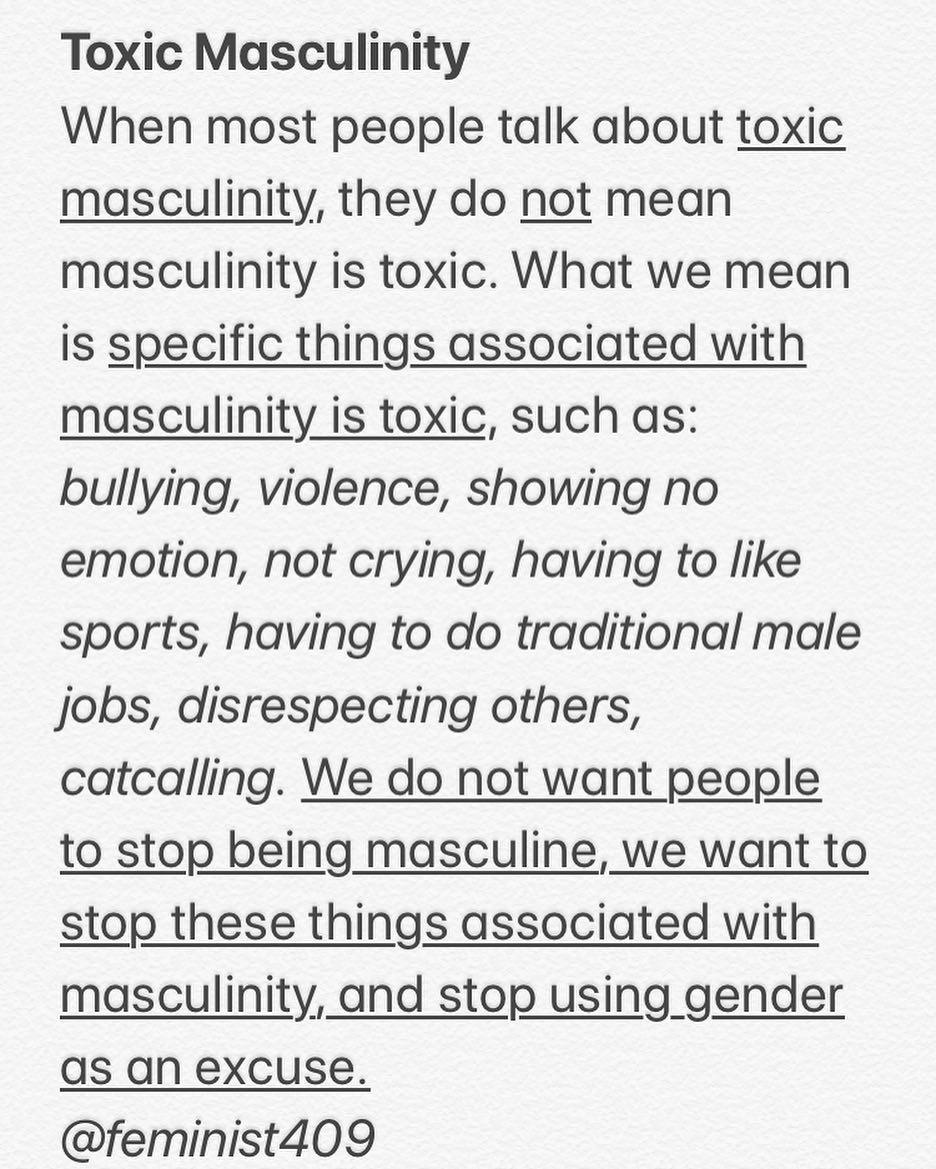 Toxic Masculinity
When most people talk about toxic
masculinity, they do not mean
masculinity is toxic. What we mean
is specific things associated with
masculinity is toxic, such as:
bullying, violence, showing no
emotion, not crying, having to like
sports, having to do traditional male
jobs, disrespecting others,
catcalling. We do not want people
to stop being masculine, we want to
stop these things associated with
masculinity, and stop using gender
as an excuse.
@feminist409